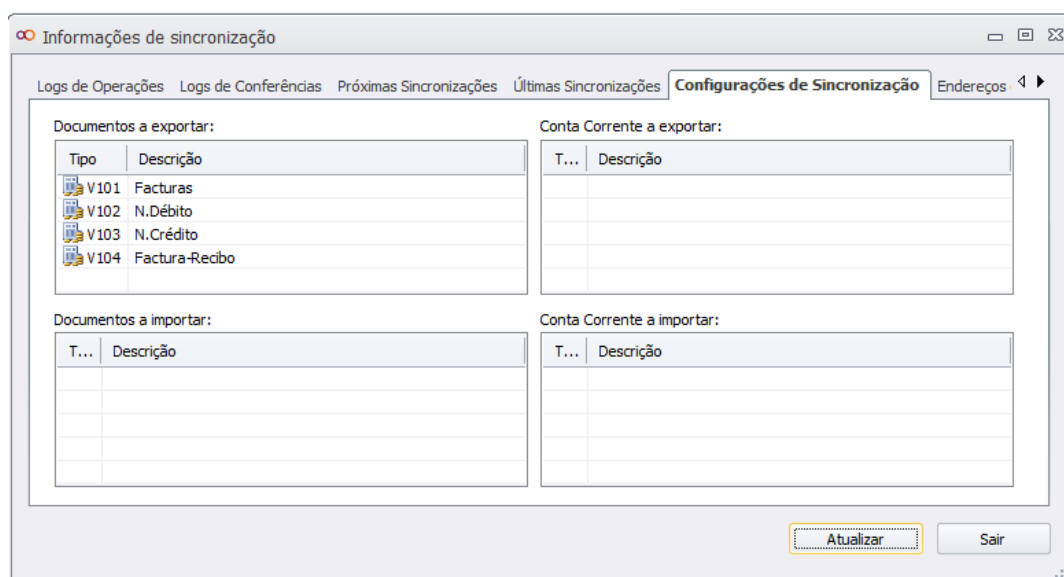 Informações de sincronização
Logs de Operações Logs de Conferências Próximas Sincronizações Últimas Sincronizações Configurações de Sincronização Endereços
Documentos a exportar:
Tipo Descrição
V101 Facturas
V102 N.Débito
V103 N.Crédito
V104 Factura-Recibo
Conta Corrente a exportar:
T... Descrição
Documentos a importar:
T... Descrição
Conta Corrente a importar:
T... Descrição
Atualizar Sair